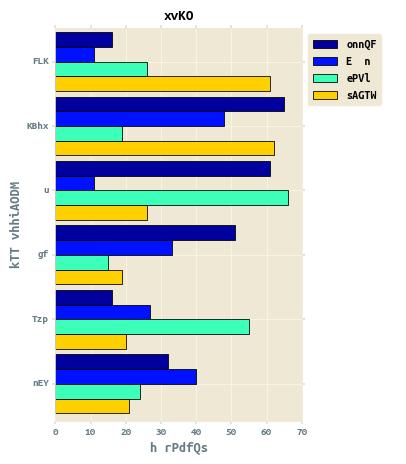 xvKO
onnQF
E n
ePVl
sAGTW
FLK
KBhx
u
gf
Tzp
nEY
kTT vhhiAODM
0 10 20 30 40 50 60 70
h rPdfQs